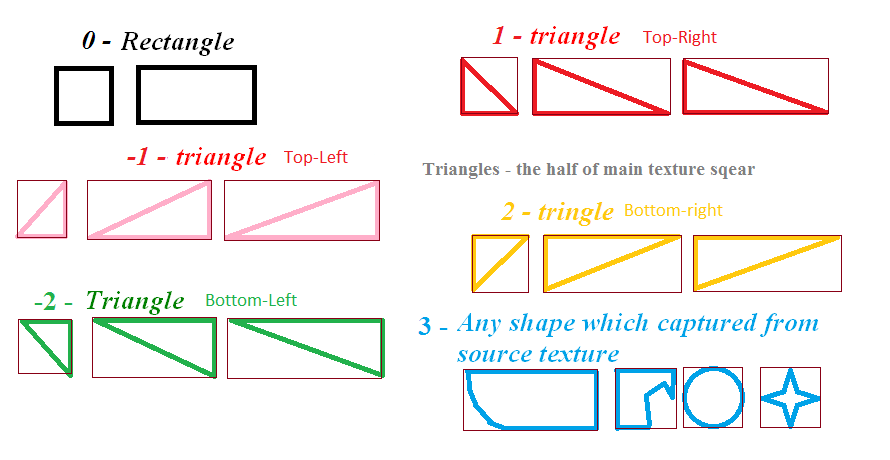 0 - Rectangle
1 - triangle Top-Right
-1 - triangle Top-Left
Triangles - the half of main texture sqear
2 - tringle Bottom-right
-2 - Triangle Bottom-Left
3 - Any shape which captured from
source texture